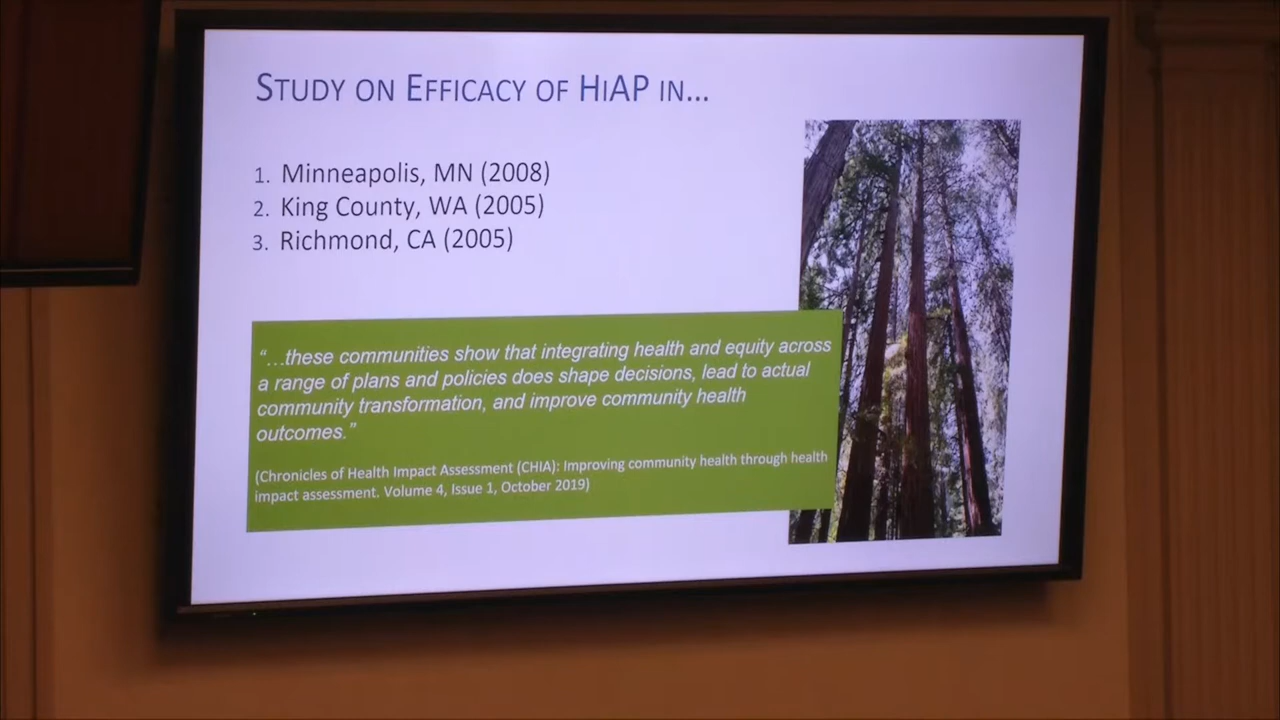 STUDY ON EFFICACY OF HIAP IN...
1. Minneapolis, MN (2008)
2. King County, WA (2005)
3. Richmond, CA (2005)
“...these communities show that integrating health and equity across
a range of plans and policies does shape decisions, lead to actual
community transformation, and improve community health
outcomes.”
(Chronicles of Health Impact Assessment (CHIA): Improving community health through health
impact assessment. Volume 4, Issue 1, October 2019)